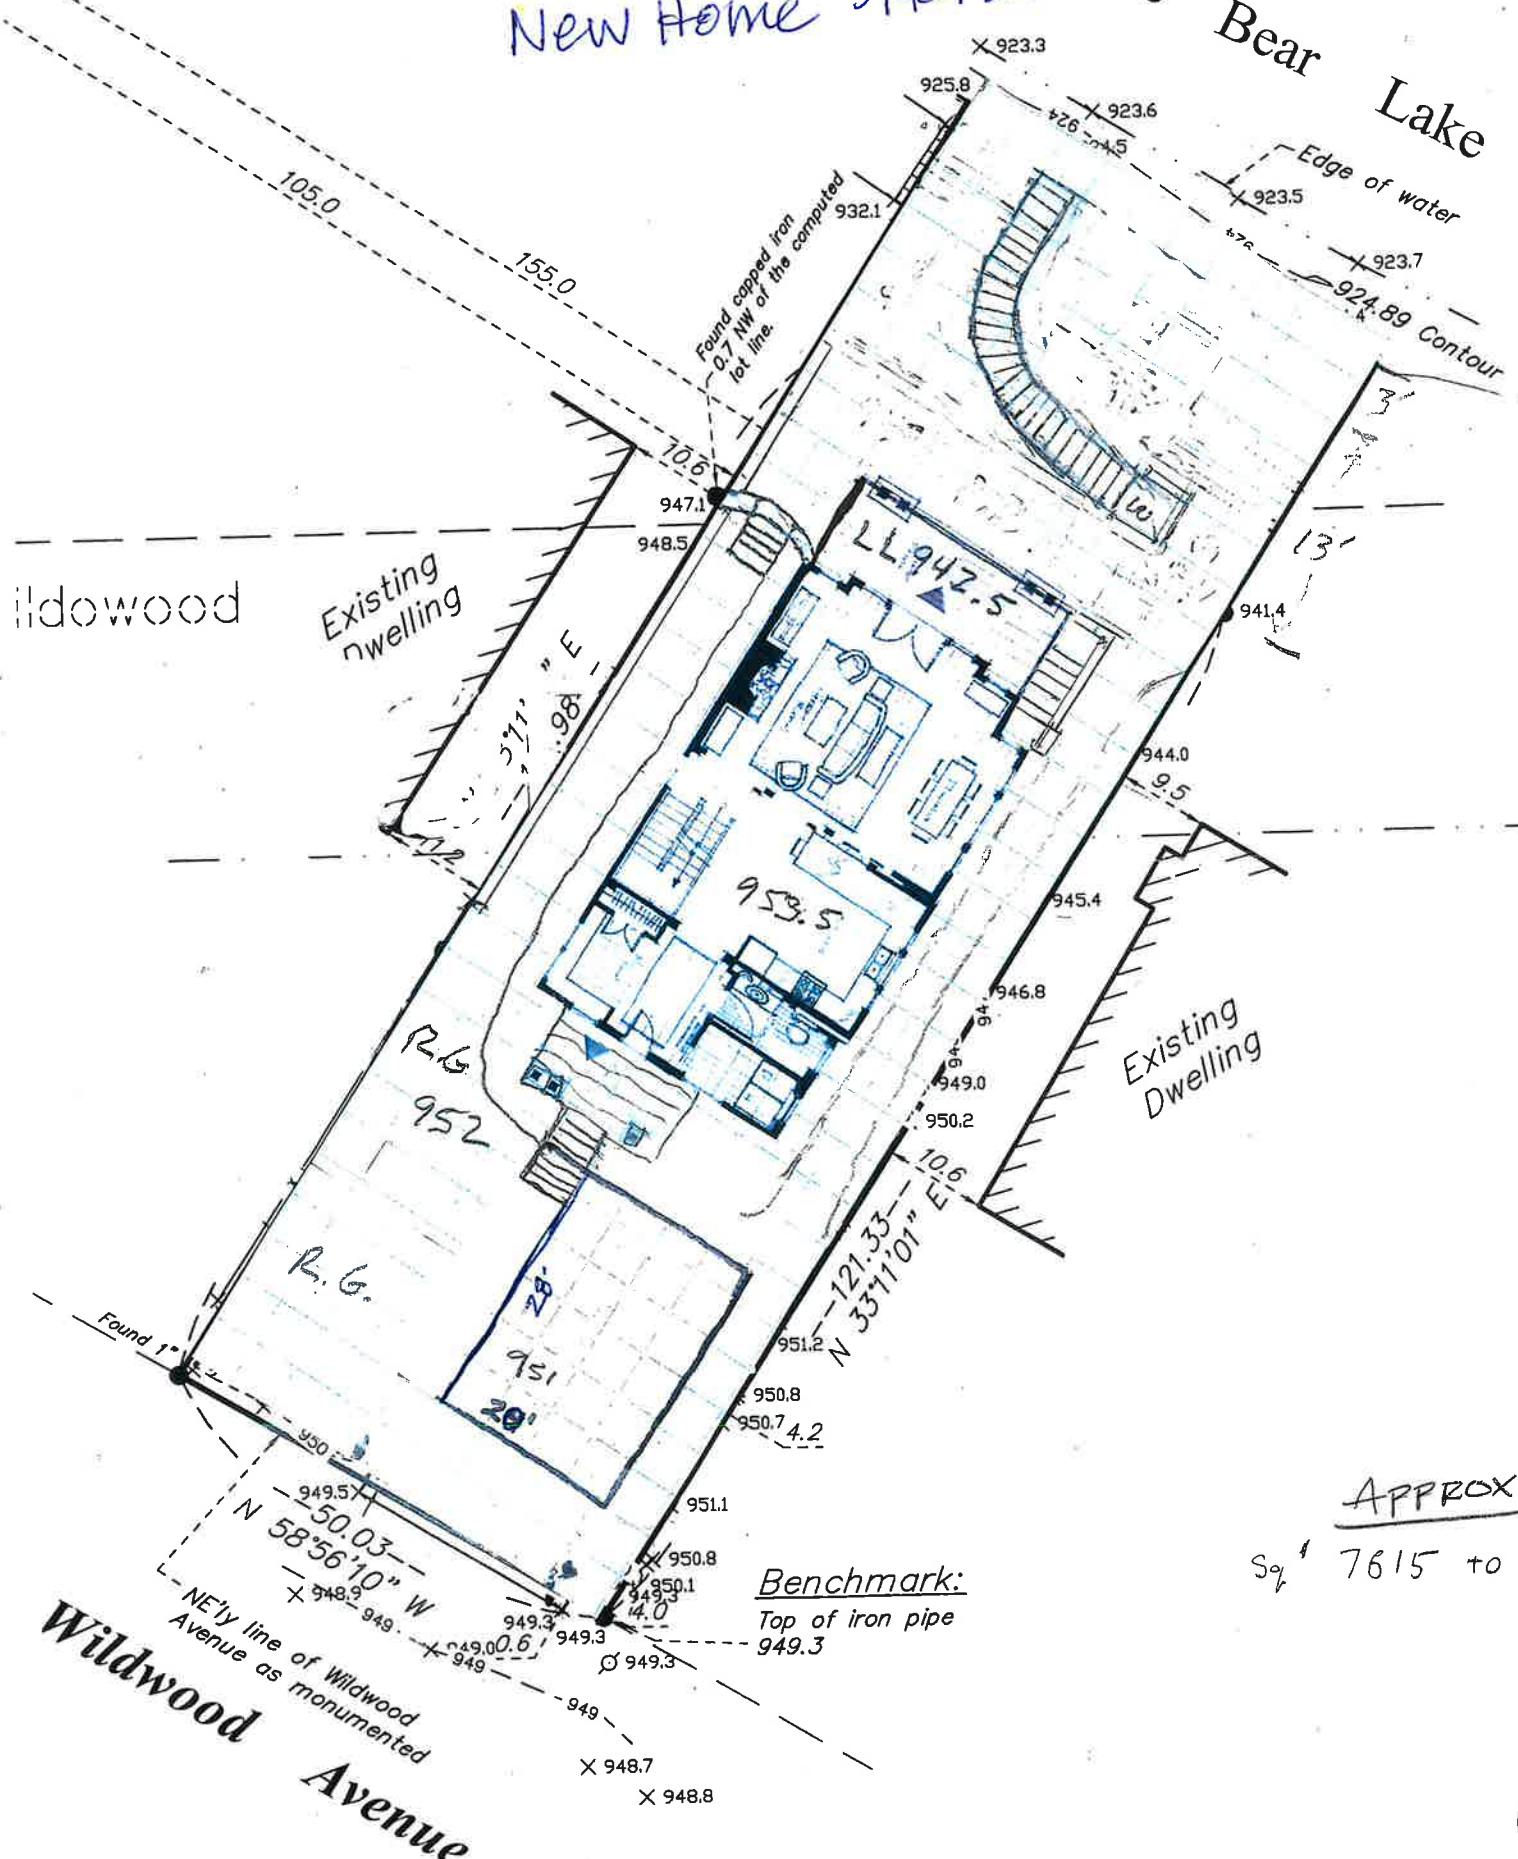 New Home
Bear Lake
923.3
925.8
923.6
924
Edge of water
923.5
932.1
923.7
924.89 Contour
105.0
155.0
Found capped iron
0.7 NW of the computed
lot line.
10.6
3'
947.1
948.5
13'
LL 942.5
ildowood
Existing
Dwelling
941.4
" E
98
944.0
9.5
953.5
945.4
946.8
Existing
Dwelling
R.G
952
949.0
950.2
10.6
121.33
N 33°11'01" E
R.G.
28'
951.2
Found 1"
951
20'
950.8
950.7
4.2
950
949.5
50.03
N 58°56'10" W
951.1
APPROX
Sq' 7615 to
950.8
950.1
949.3
4.0
Benchmark:
Top of iron pipe
949.3
948.9
949
949.3
949.3
949.0
0.6
949
949.3
NE'ly line of Wildwood
Avenue as monumented
949
948.7
948.8
Wildwood Avenue